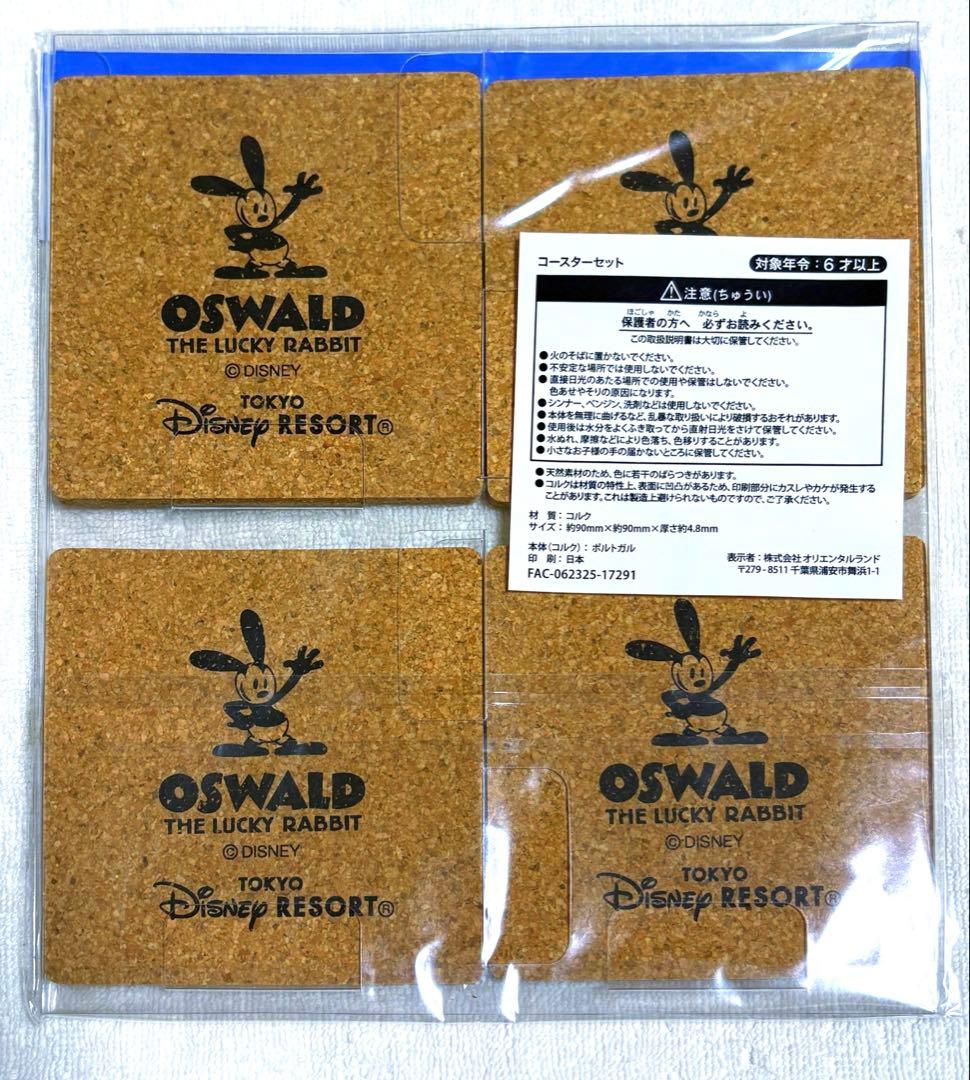 OSWALD
THE LUCKY RABBIT
©DISNEY
TOKYO
Disney RESORT®
コースターセット
対象年令：6才以上
⚠注意(ちゅうい)
ほごしゃ かた かなら よ
保護者の方へ 必ずお読みください。
この取扱説明書は大切に保管してください。
●火のそばに置かないでください。
●不安定な場所では使用しないでください。
●直接日光のあたる場所での使用や保管はしないでください。
色あせやそりの原因になります。
●シンナー、ベンジン、洗剤などは使用しないでください。
●本体を無理に曲げるなど、乱暴な取り扱いにより破損するおそれがあります。
●使用後は水分をよくふき取ってから直射日光をさけて保管してください。
●水ぬれ、摩擦などにより色落ち、色移りすることがあります。
●小さなお子様の手の届かないところに保管してください。
●天然素材のため、色に若干のばらつきがあります。
●コルクは材質の特性上、表面に凹凸があるため、印刷部分にカスレやカケが発生する
ことがあります。これは製造上避けられないものですので、ご了承ください。
材 質：コルク
サイズ：約90mm×約90mm×厚さ約4.8mm
本体(コルク)：ポルトガル
印 刷：日本
FAC-062325-17291
表示者：株式会社オリエンタルランド
〒279-8511 千葉県浦安市舞浜1-1
OSWALD
THE LUCKY RABBIT
©DISNEY
TOKYO
Disney RESORT®
OSWALD
THE LUCKY RABBIT
©DISNEY
TOKYO
Disney RESORT®